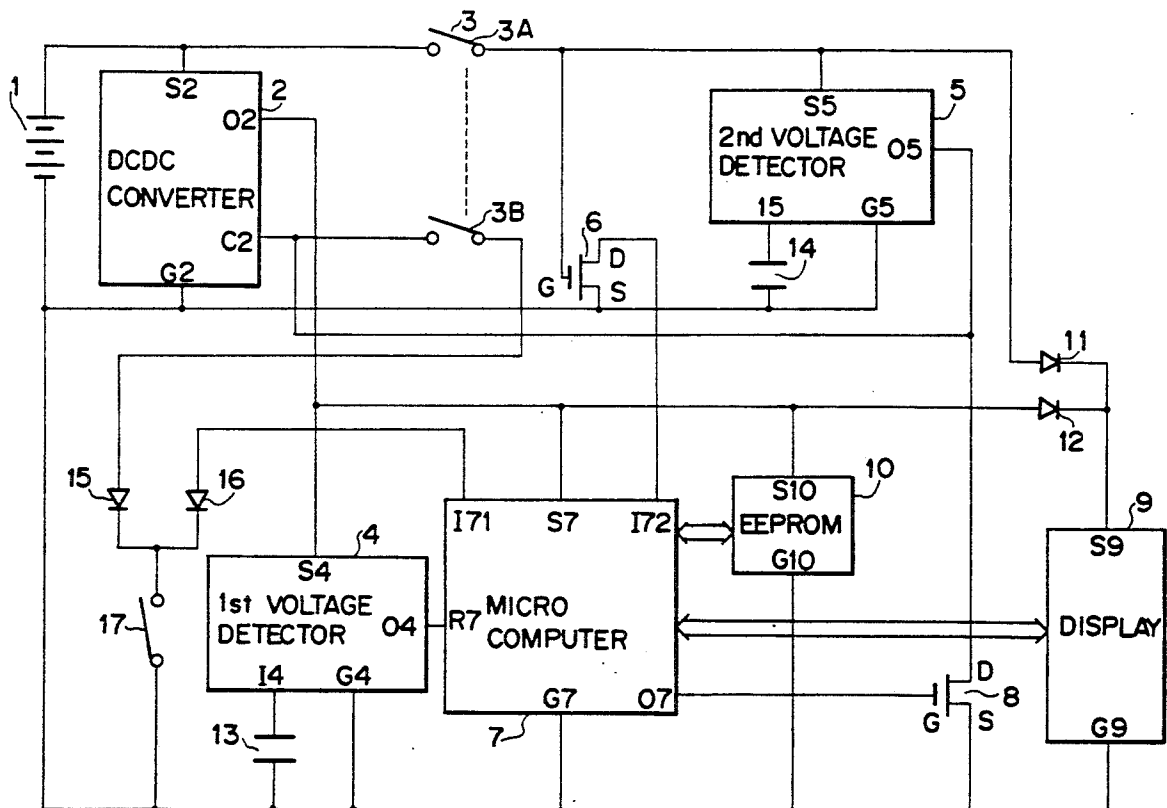 3
3A
1
S2
2
O2
DCDC
CONVERTER
C2
G2
3B
S5
5
2nd VOLTAGE
DETECTOR
O5
15
G5
6
D
G
S
14
11
12
15
16
I71
S7
I72
S10
10
EEPROM
G10
9
S9
4
S4
1st VOLTAGE
DETECTOR
O4
R7
MICRO
COMPUTER
DISPLAY
17
I4
G4
G7
O7
D
8
G
S
G9
13
7